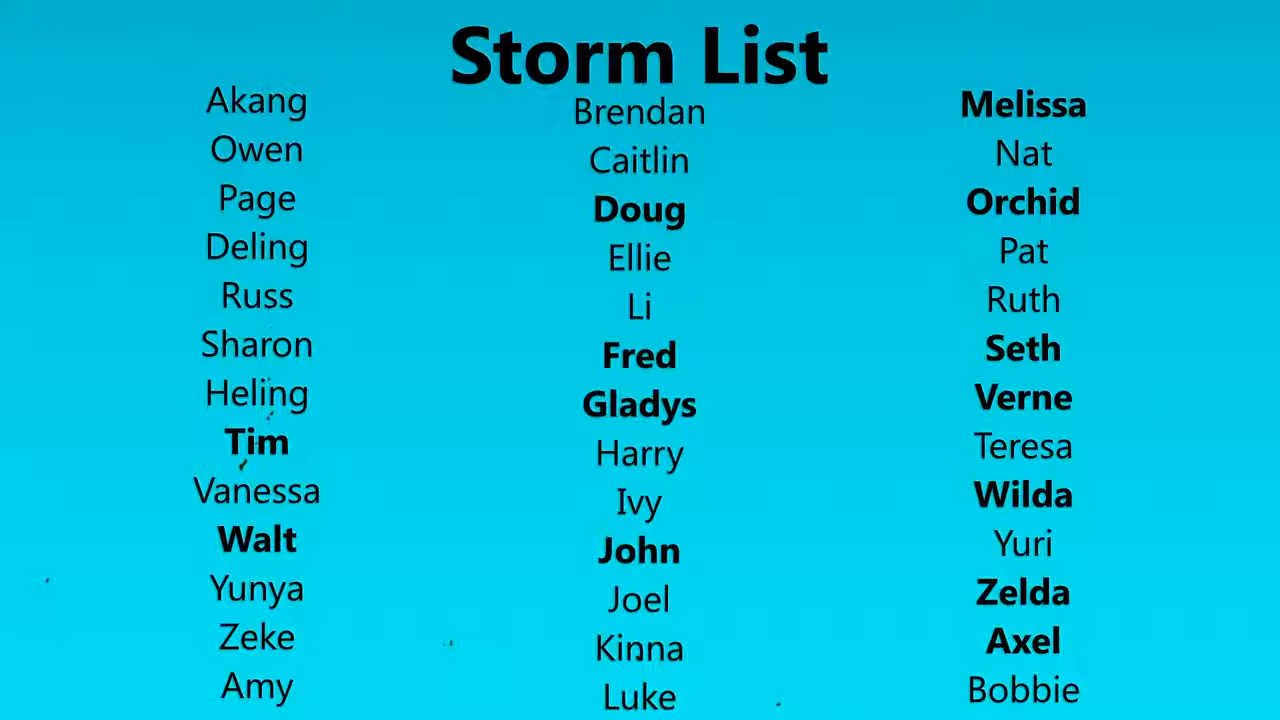 Storm List
Akang
Owen
Page
Deling
Russ
Sharon
Heling
Tim
Vanessa
Walt
Yunya
Zeke
Amy
Brendan
Caitlin
Doug
Ellie
Li
Fred
Gladys
Harry
Ivy
John
Joel
Kinna
Luke
Melissa
Nat
Orchid
Pat
Ruth
Seth
Verne
Teresa
Wilda
Yuri
Zelda
Axel
Bobbie